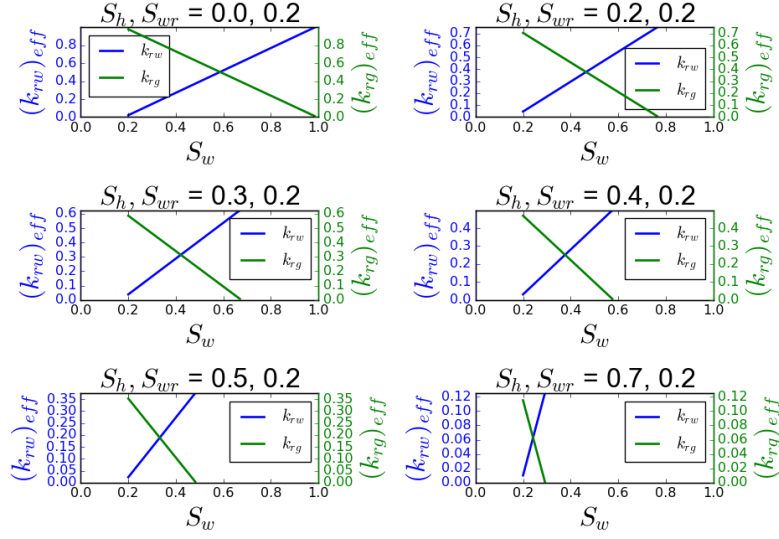 S_h, S_wr = 0.0, 0.2
(k_rw)_eff
0.0 0.2 0.4 0.6 0.8
k_rw
k_rg
0.0 0.2 0.4 0.6 0.8
(k_rg)_eff
0.0 0.2 0.4 0.6 0.8 1.0
S_w
S_h, S_wr = 0.2, 0.2
(k_rw)_eff
0.0 0.1 0.2 0.3 0.4 0.5 0.6 0.7
k_rw
k_rg
0.0 0.1 0.2 0.3 0.4 0.5 0.6 0.7
(k_rg)_eff
0.0 0.2 0.4 0.6 0.8 1.0
S_w
S_h, S_wr = 0.3, 0.2
(k_rw)_eff
0.0 0.1 0.2 0.3 0.4 0.5 0.6
k_rw
k_rg
0.0 0.1 0.2 0.3 0.4 0.5 0.6
(k_rg)_eff
0.0 0.2 0.4 0.6 0.8 1.0
S_w
S_h, S_wr = 0.4, 0.2
(k_rw)_eff
0.0 0.1 0.2 0.3 0.4
k_rw
k_rg
0.0 0.1 0.2 0.3 0.4
(k_rg)_eff
0.0 0.2 0.4 0.6 0.8 1.0
S_w
S_h, S_wr = 0.5, 0.2
(k_rw)_eff
0.00 0.05 0.10 0.15 0.20 0.25 0.30 0.35
k_rw
k_rg
0.00 0.05 0.10 0.15 0.20 0.25 0.30 0.35
(k_rg)_eff
0.0 0.2 0.4 0.6 0.8 1.0
S_w
S_h, S_wr = 0.7, 0.2
(k_rw)_eff
0.00 0.02 0.04 0.06 0.08 0.10 0.12
k_rw
k_rg
0.00 0.02 0.04 0.06 0.08 0.10 0.12
(k_rg)_eff
0.0 0.2 0.4 0.6 0.8 1.0
S_w